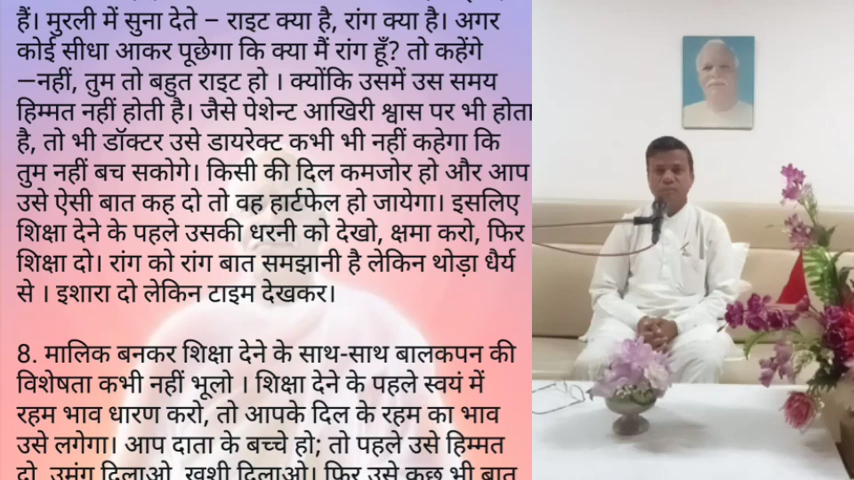 हैं। मुरली में सुना देते – राइट क्या है, रांग क्या है। अगर
कोई सीधा आकर पूछेगा कि क्या मैं रांग हूँ? तो कहेंगे
–नहीं, तुम तो बहुत राइट हो । क्योंकि उसमें उस समय
हिम्मत नहीं होती है। जैसे पेशेन्ट आखिरी श्वास पर भी होता
है, तो भी डॉक्टर उसे डायरेक्ट कभी भी नहीं कहेगा कि
तुम नहीं बच सकोगे। किसी की दिल कमजोर हो और आप
उसे ऐसी बात कह दो तो वह हार्टफेल हो जायेगा। इसलिए
शिक्षा देने के पहले उसकी धरनी को देखो, क्षमा करो, फिर
शिक्षा दो। रांग को रांग बात समझानी है लेकिन थोड़ा धैर्य
से । इशारा दो लेकिन टाइम देखकर।
8. मालिक बनकर शिक्षा देने के साथ-साथ बालकपन की
विशेषता कभी नहीं भूलो । शिक्षा देने के पहले स्वयं में
रहम भाव धारण करो, तो आपके दिल के रहम का भाव
उसे लगेगा। आप दाता के बच्चे हो; तो पहले उसे हिम्मत
दो, उमंग दिलाओ, खुशी दिलाओ। फिर उसे कुछ भी बात